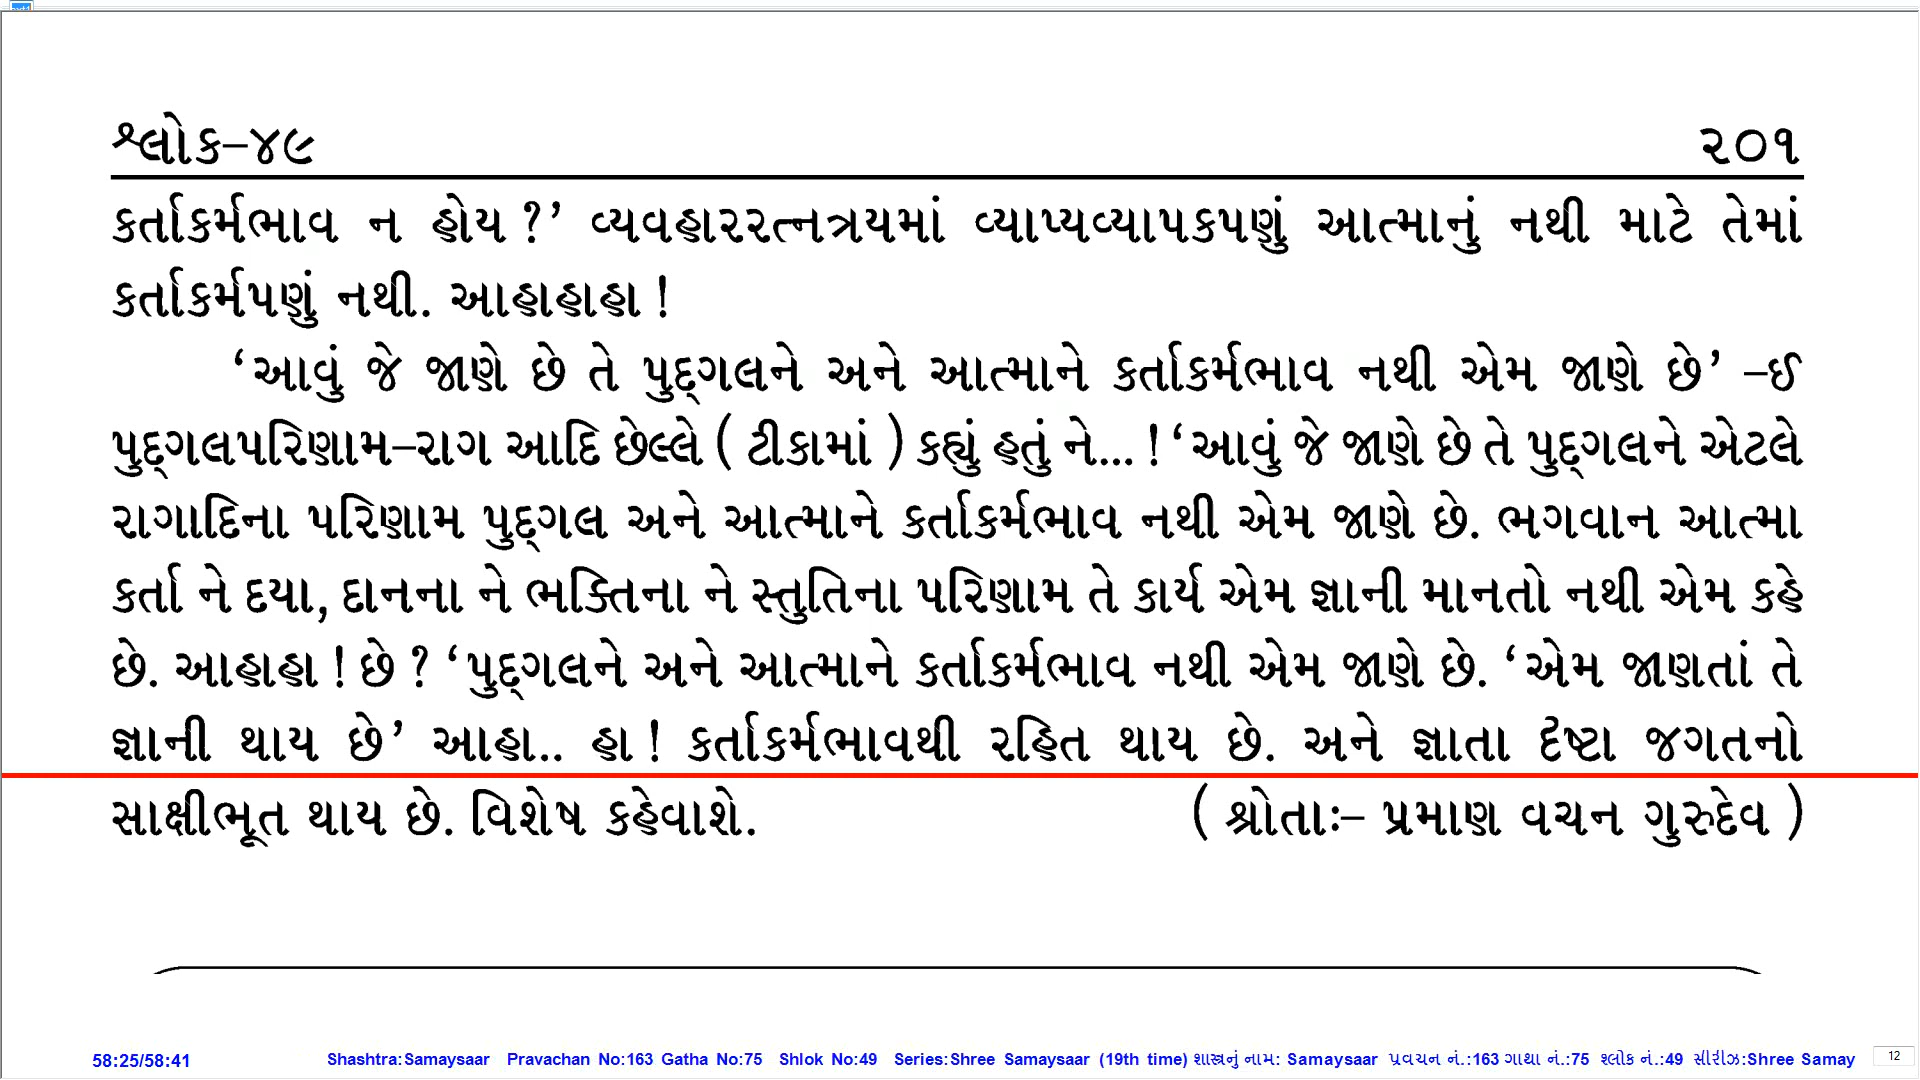 શ્લોક–૪૯ ૨૦૧
કર્તાકર્મભાવ ન હોય ?’ વ્યવહારરત્નત્રયમાં વ્યાપ્યવ્યાપકપણું આત્માનું નથી માટે તેમાં
કર્તાકર્મપણું નથી. આહાહાહા !
‘આવું જે જાણે છે તે પુદ્ગલને અને આત્માને કર્તાકર્મભાવ નથી એમ જાણે છે’ –ઈ
પુદ્ગલપરિણામ–રાગ આદિ છેલ્લે ( ટીકામાં ) કહ્યું હતું ને... ! ‘આવું જે જાણે છે તે પુદ્ગલને એટલે
રાગાદિના પરિણામ પુદ્ગલ અને આત્માને કર્તાકર્મભાવ નથી એમ જાણે છે. ભગવાન આત્મા
કર્તા ને દયા, દાનના ને ભક્તિના ને સ્તુતિના પરિણામ તે કાર્ય એમ જ્ઞાની માનતો નથી એમ કહે
છે. આહાહા ! છે ? ‘પુદ્ગલને અને આત્માને કર્તાકર્મભાવ નથી એમ જાણે છે. ‘એમ જાણતાં તે
જ્ઞાની થાય છે’ આહા.. હા ! કર્તાકર્મભાવથી રહિત થાય છે. અને જ્ઞાતા દૃષ્ટા જગતનો
સાક્ષીભૂત થાય છે. વિશેષ કહેવાશે. ( શ્રોતાઃ– પ્રમાણ વચન ગુરુદેવ )
58:25/58:41 Shashtra:Samaysaar Pravachan No:163 Gatha No:75 Shlok No:49 Series:Shree Samaysaar (19th time) શાસ્ત્રનું નામ: Samaysaar પ્રવચન નં.:163 ગાથા નં.:75 શ્લોક નં.:49 સીરીઝ:Shree Samay 12